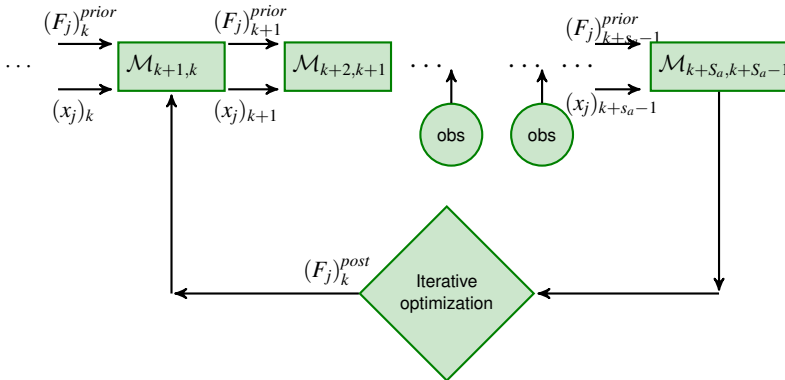 (F_j)_k^{prior} (F_j)_{k+1}^{prior} (F_j)_{k+s_a-1}^{prior}
... M_{k+1,k} M_{k+2,k+1} ... ... ... M_{k+S_a,k+S_a-1}
(x_j)_k (x_j)_{k+1} (x_j)_{k+s_a-1}
obs obs
(F_j)_k^{post}
Iterative
optimization